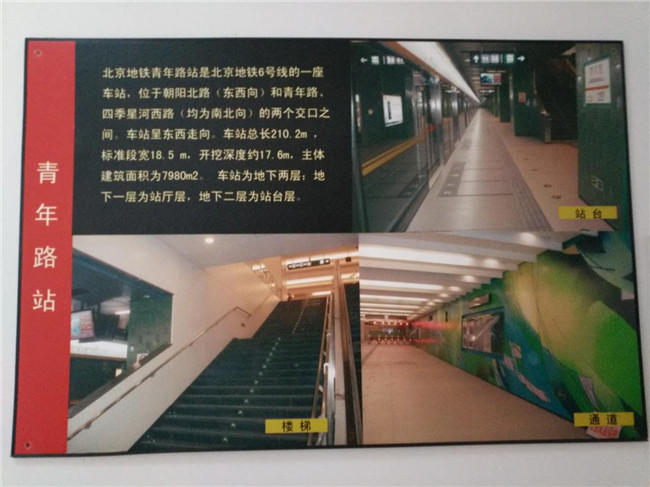 青年路站
北京地铁青年路站是北京地铁6号线的一座
车站，位于朝阳北路（东西向）和青年路、
四季星河西路（均为南北向）的两个交口之
间。车站呈东西走向。车站总长210.2m，
标准段宽18.5 m，开挖深度约17.6m，主体
建筑面积为7980m2。 车站为地下两层：地
下一层为站厅层，地下二层为站台层。
站台
楼梯
通道